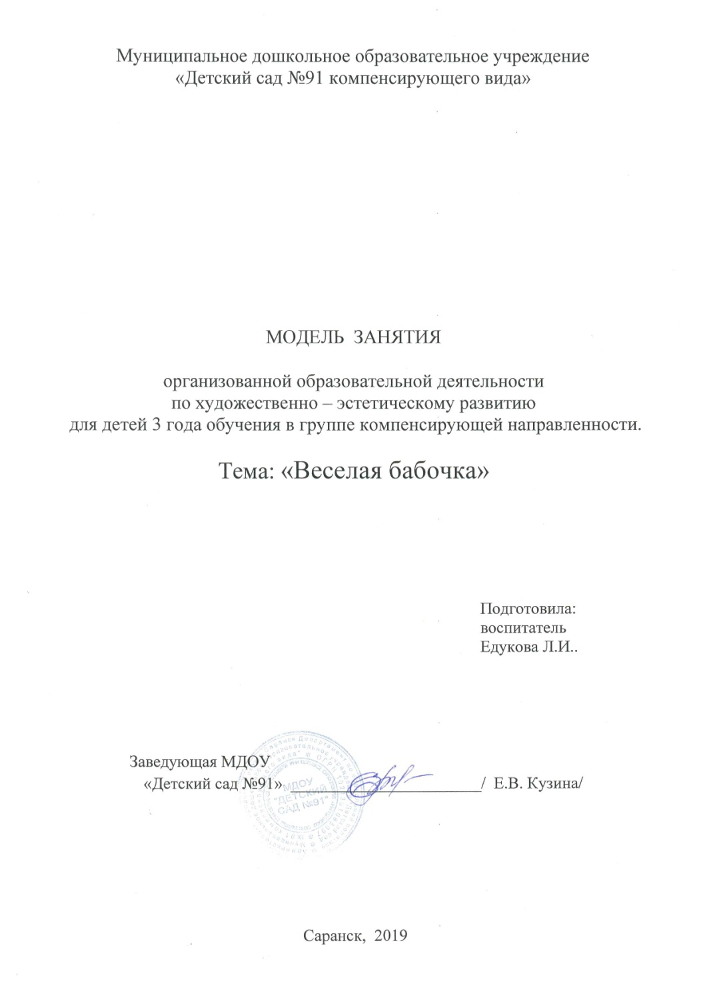 Муниципальное дошкольное образовательное учреждение
«Детский сад №91 компенсирующего вида»
МОДЕЛЬ ЗАНЯТИЯ
организованной образовательной деятельности
по художественно – эстетическому развитию
для детей 3 года обучения в группе компенсирующей направленности.
Тема: «Веселая бабочка»
Подготовила:
воспитатель
Едукова Л.И..
Заведующая МДОУ
«Детский сад №91» ______________________/ Е.В. Кузина/
МДОУ
"ДЕТСКИЙ
САД №91"
Саранск, 2019